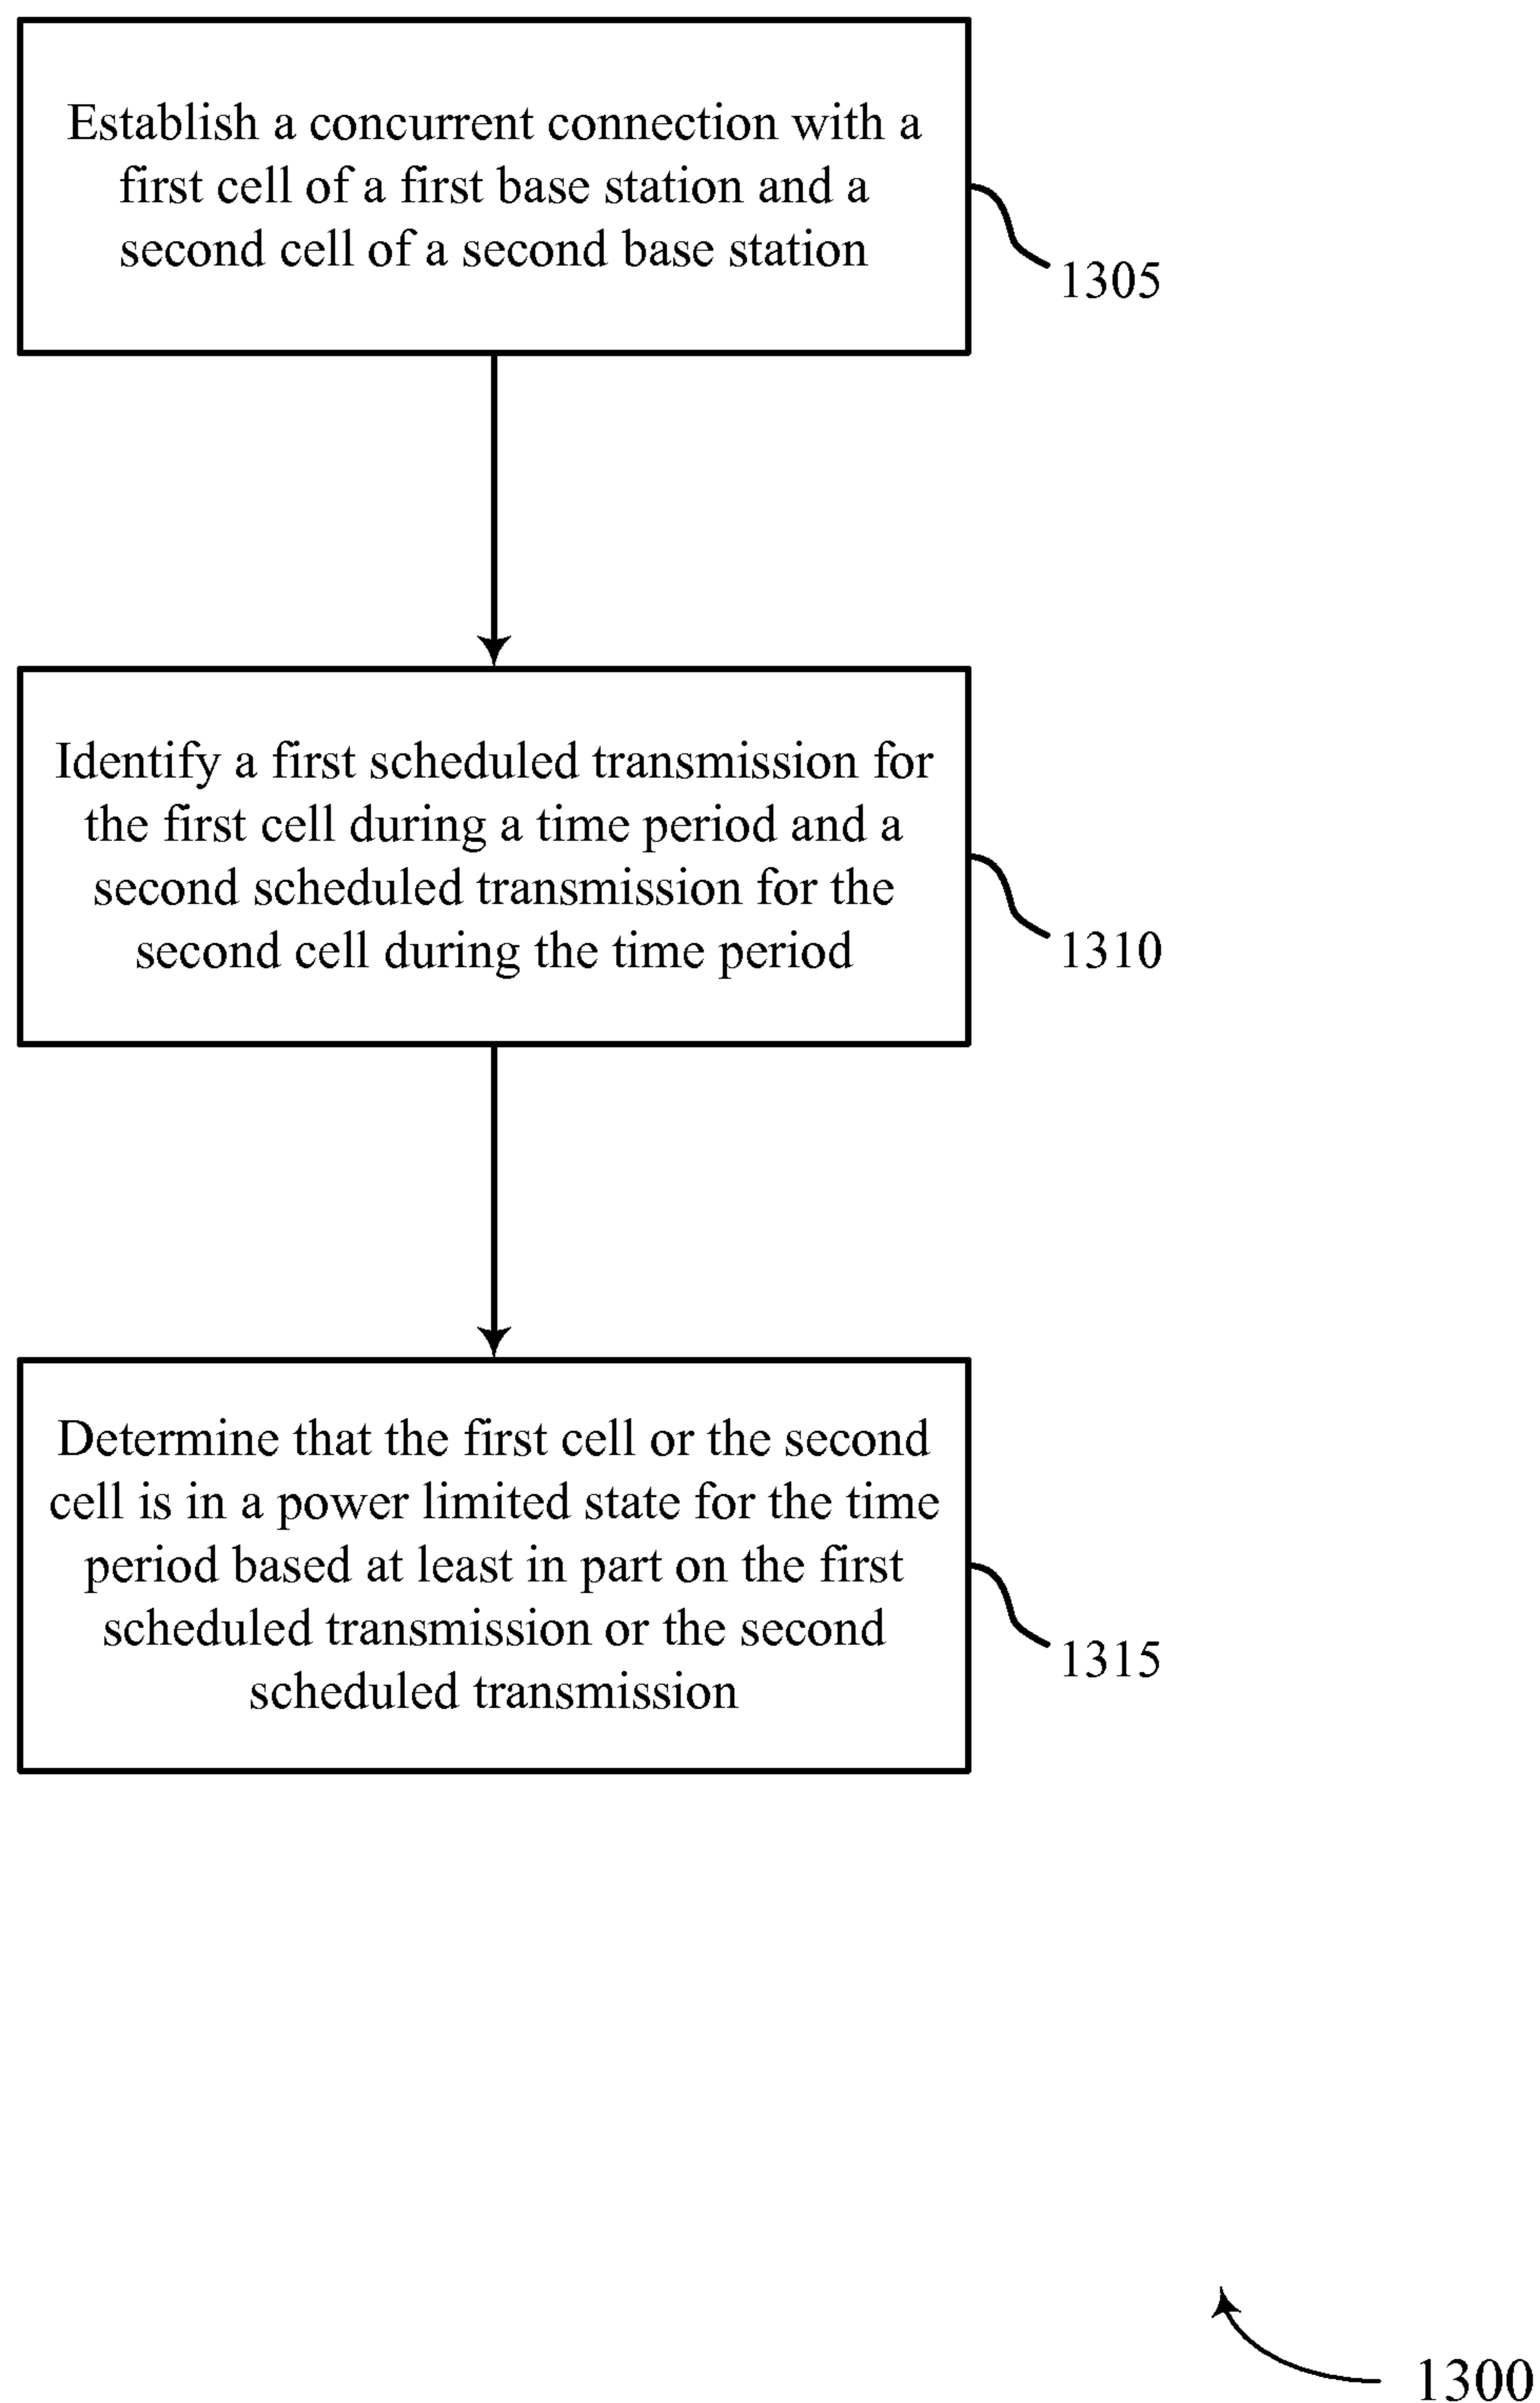 Establish a concurrent connection with a
first cell of a first base station and a
second cell of a second base station
1305
Identify a first scheduled transmission for
the first cell during a time period and a
second scheduled transmission for the
second cell during the time period
1310
Determine that the first cell or the second
cell is in a power limited state for the time
period based at least in part on the first
scheduled transmission or the second
scheduled transmission
1315
1300